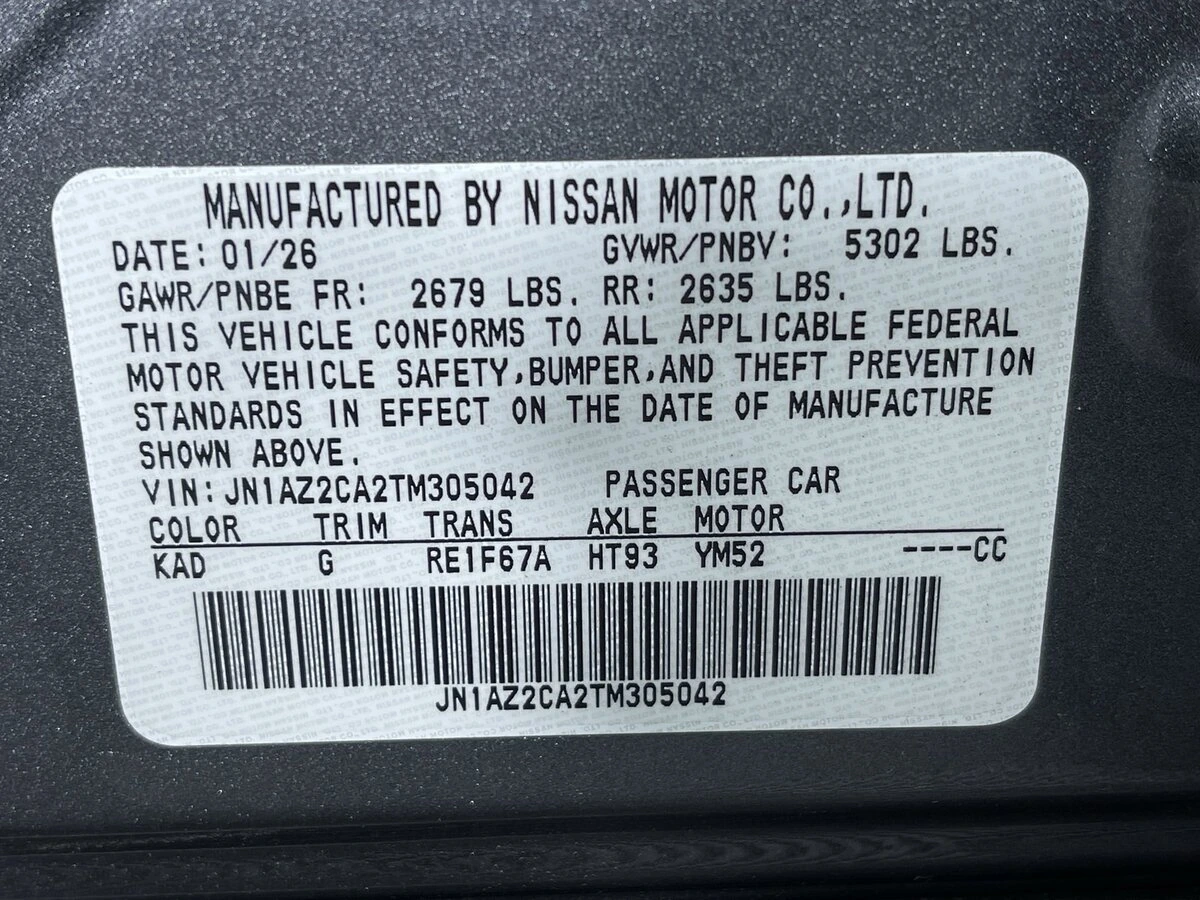 MANUFACTURED BY NISSAN MOTOR CO.,LTD.
DATE: 01/26 GVWR/PNBV: 5302 LBS.
GAWR/PNBE FR: 2679 LBS. RR: 2635 LBS.
THIS VEHICLE CONFORMS TO ALL APPLICABLE FEDERAL
MOTOR VEHICLE SAFETY,BUMPER,AND THEFT PREVENTION
STANDARDS IN EFFECT ON THE DATE OF MANUFACTURE
SHOWN ABOVE.
VIN: JN1AZ2CA2TM305042 PASSENGER CAR
COLOR TRIM TRANS AXLE MOTOR
KAD G RE1F67A HT93 YM52 ----CC
JN1AZ2CA2TM305042